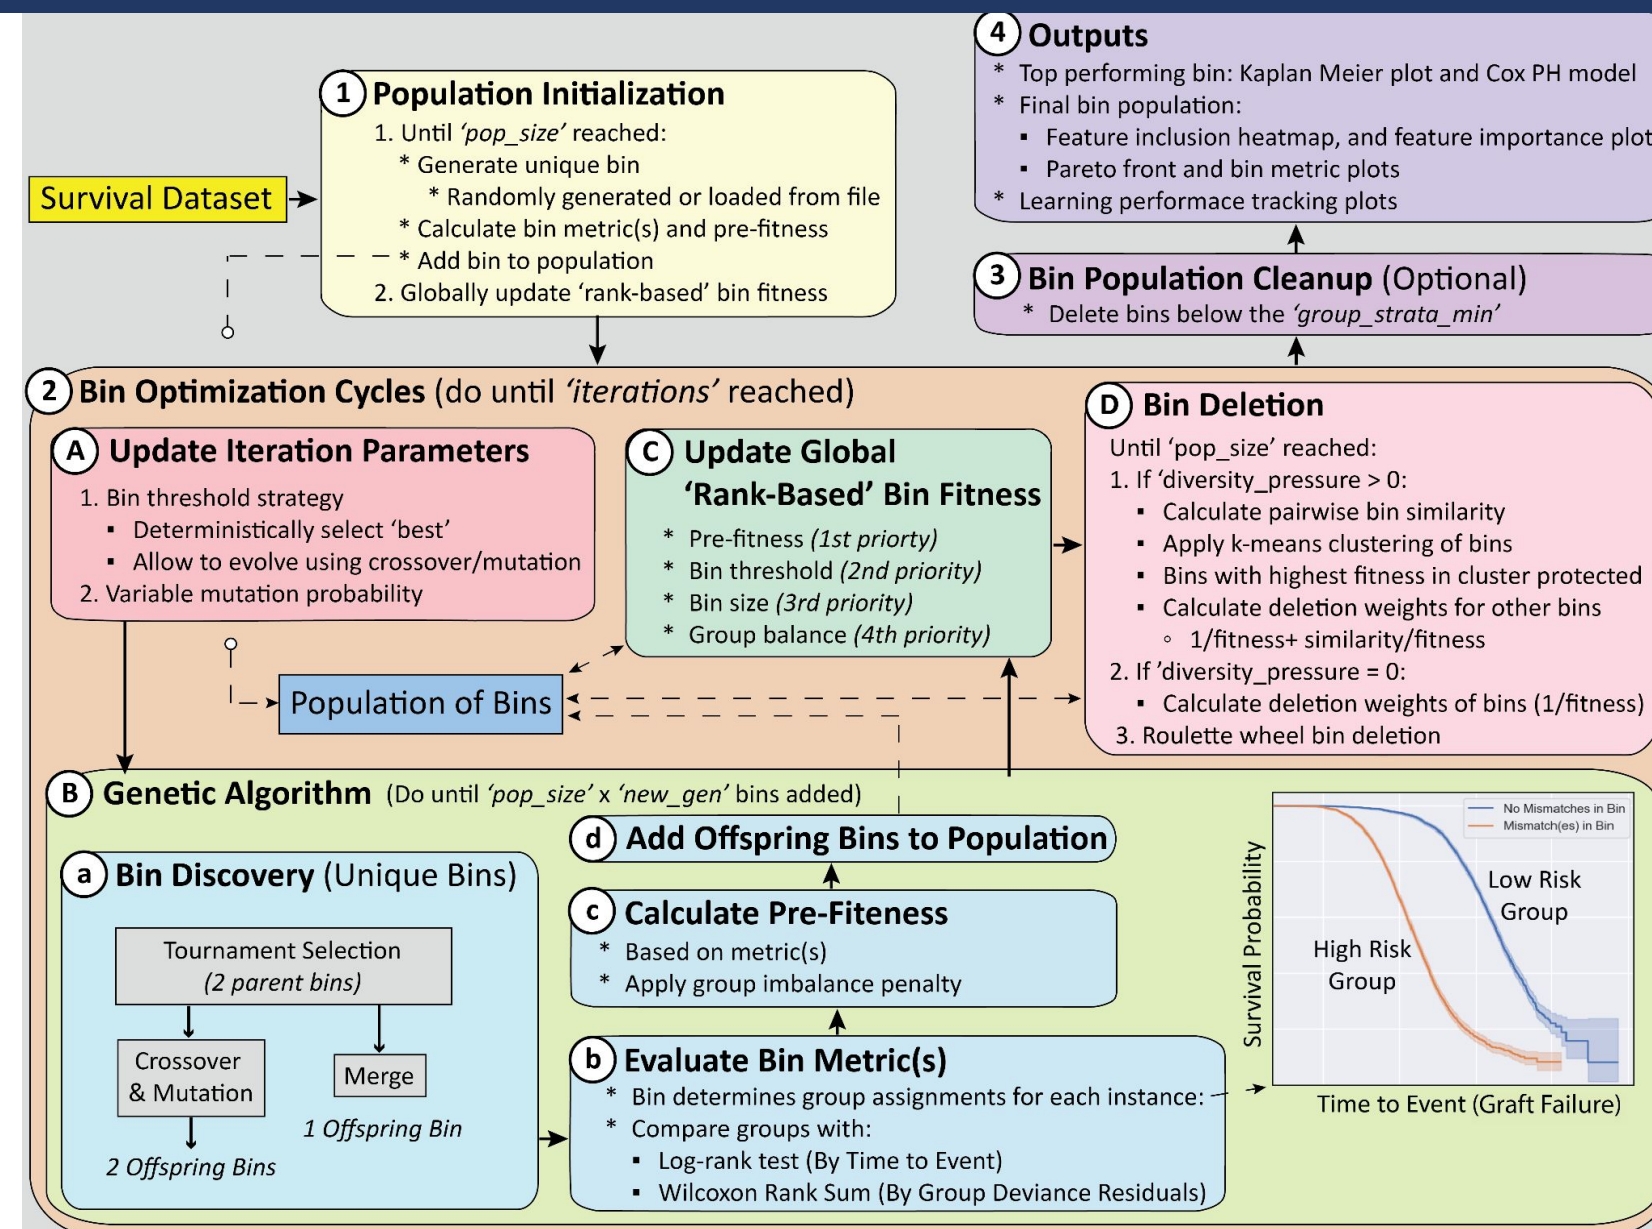 Survival Dataset
1 Population Initialization
1. Until 'pop_size' reached:
* Generate unique bin
* Randomly generated or loaded from file
* Calculate bin metric(s) and pre-fitness
* Add bin to population
2. Globally update 'rank-based' bin fitness
4 Outputs
* Top performing bin: Kaplan Meier plot and Cox PH model
* Final bin population:
▪ Feature inclusion heatmap, and feature importance plot
▪ Pareto front and bin metric plots
* Learning performace tracking plots
3 Bin Population Cleanup (Optional)
* Delete bins below the 'group_strata_min'
2 Bin Optimization Cycles (do until 'iterations' reached)
A Update Iteration Parameters
1. Bin threshold strategy
▪ Deterministically select 'best'
▪ Allow to evolve using crossover/mutation
2. Variable mutation probability
C Update Global
'Rank-Based' Bin Fitness
* Pre-fitness (1st priorty)
* Bin threshold (2nd priority)
* Bin size (3rd priority)
* Group balance (4th priority)
D Bin Deletion
Until 'pop_size' reached:
1. If 'diversity_pressure > 0:
▪ Calculate pairwise bin similarity
▪ Apply k-means clustering of bins
▪ Bins with highest fitness in cluster protected
▪ Calculate deletion weights for other bins
◦ 1/fitness+ similarity/fitness
2. If 'diversity_pressure = 0:
▪ Calculate deletion weights of bins (1/fitness)
3. Roulette wheel bin deletion
Population of Bins
B Genetic Algorithm (Do until 'pop_size' x 'new_gen' bins added)
a Bin Discovery (Unique Bins)
Tournament Selection
(2 parent bins)
Crossover
& Mutation
Merge
1 Offspring Bin
2 Offspring Bins
d Add Offspring Bins to Population
c Calculate Pre-Fiteness
* Based on metric(s)
* Apply group imbalance penalty
b Evaluate Bin Metric(s)
* Bin determines group assignments for each instance:
* Compare groups with:
▪ Log-rank test (By Time to Event)
▪ Wilcoxon Rank Sum (By Group Deviance Residuals)
No Mismatches in Bin
Mismatch(es) in Bin
Low Risk
Group
High Risk
Group
Survival Probability
Time to Event (Graft Failure)